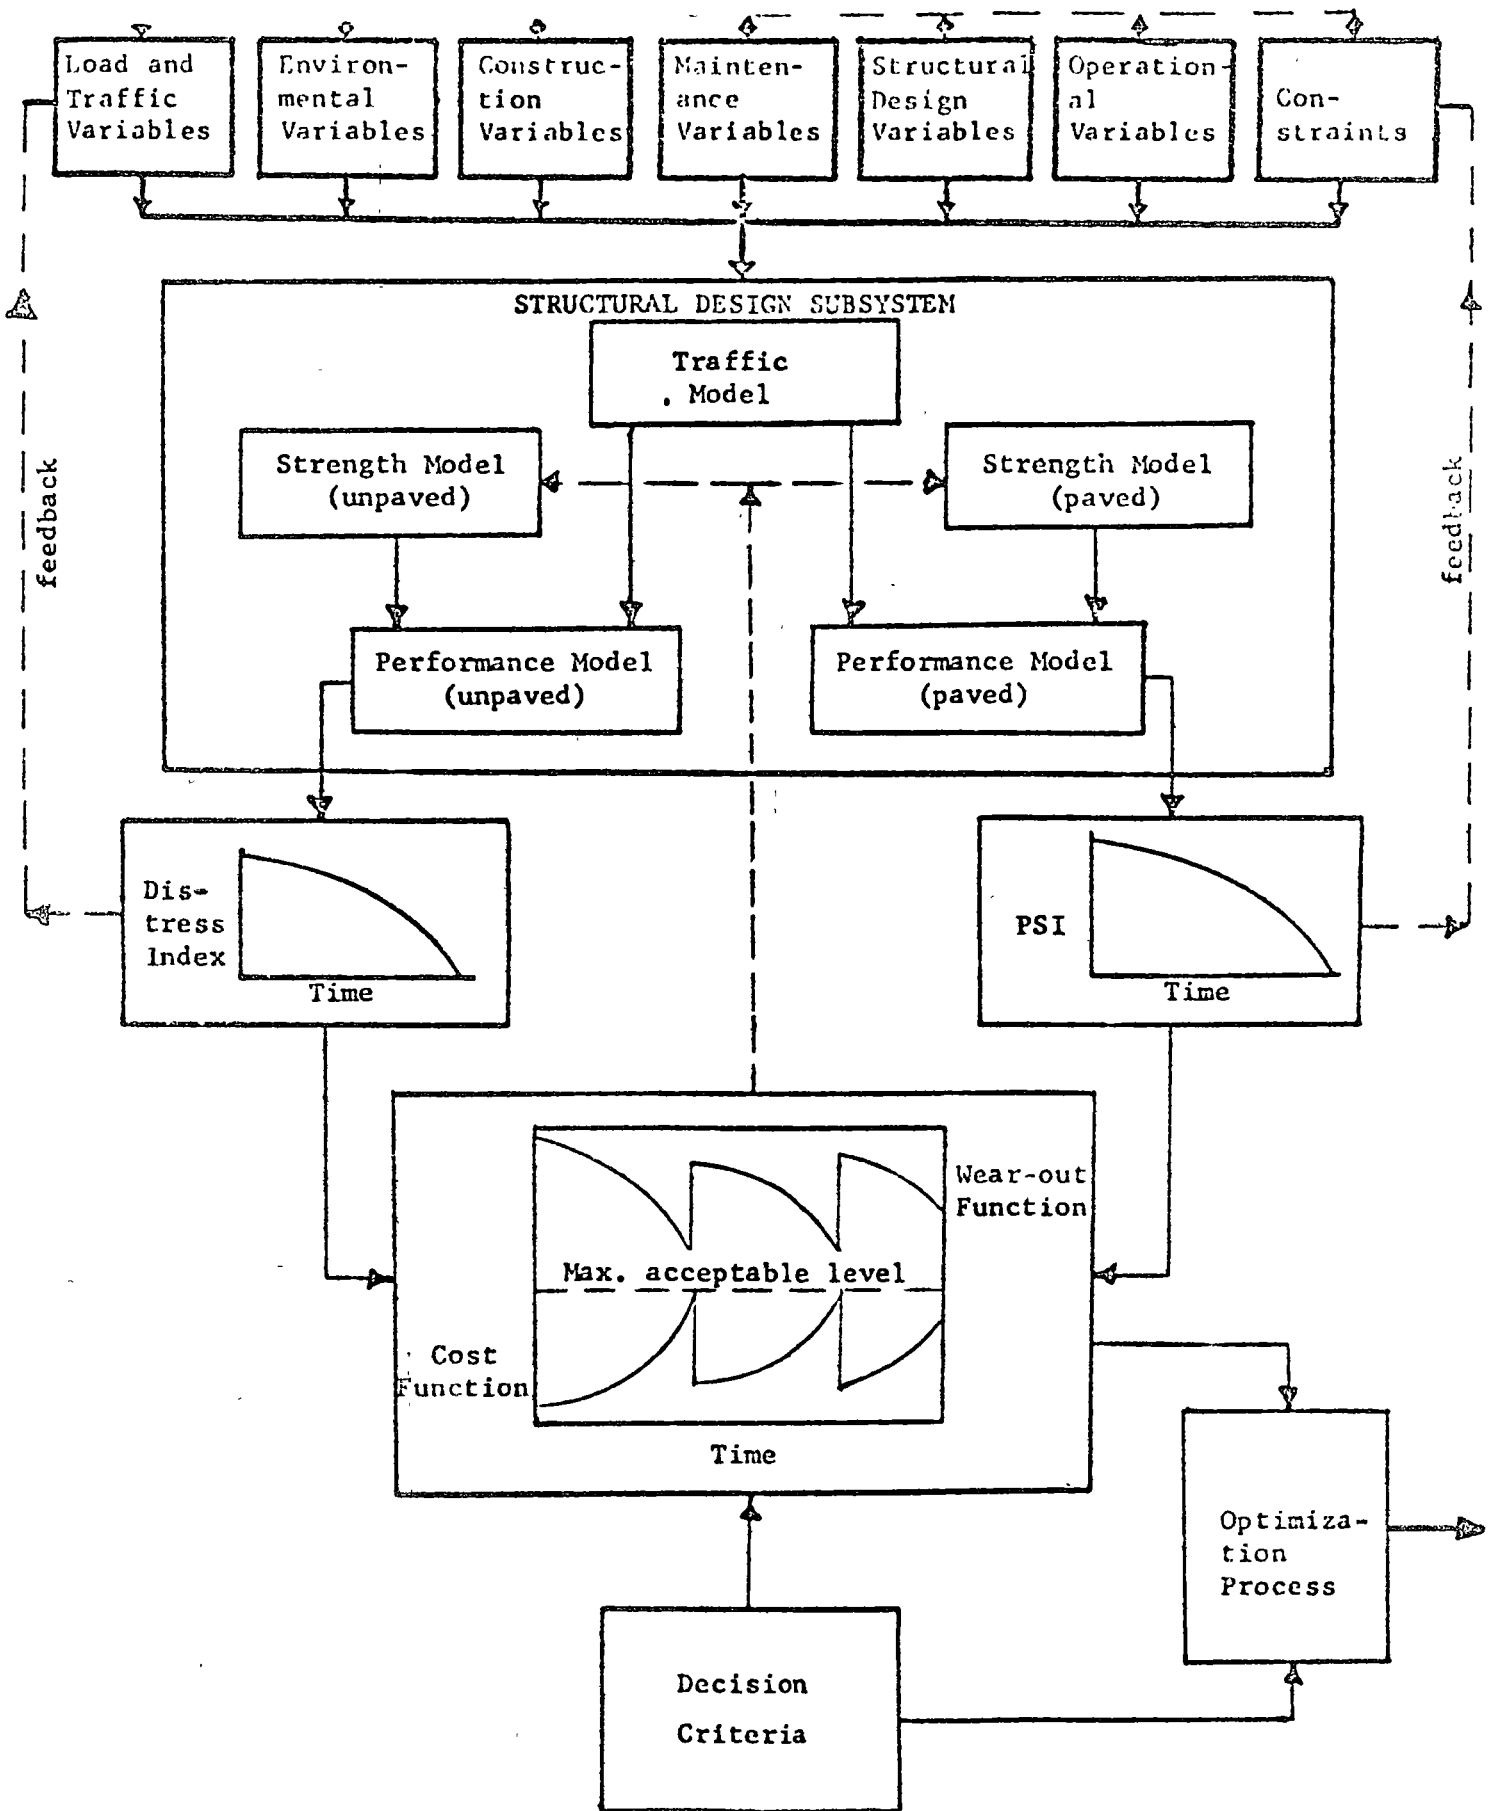 Load and
Traffic
Variables
Environ-
mental
Variables
Construc-
tion
Variables
Mainten-
ance
Variables
Structural
Design
Variables
Operation-
al
Variables
Con-
straints
STRUCTURAL DESIGN SUBSYSTEM
Traffic
Model
Strength Model
(unpaved)
Strength Model
(paved)
feedback
feedback
Performance Model
(unpaved)
Performance Model
(paved)
Dis-
tress
Index
Time
PSI
Time
Wear-out
Function
Max. acceptable level
Cost
Function
Time
Optimiza-
tion
Process
Decision
Criteria